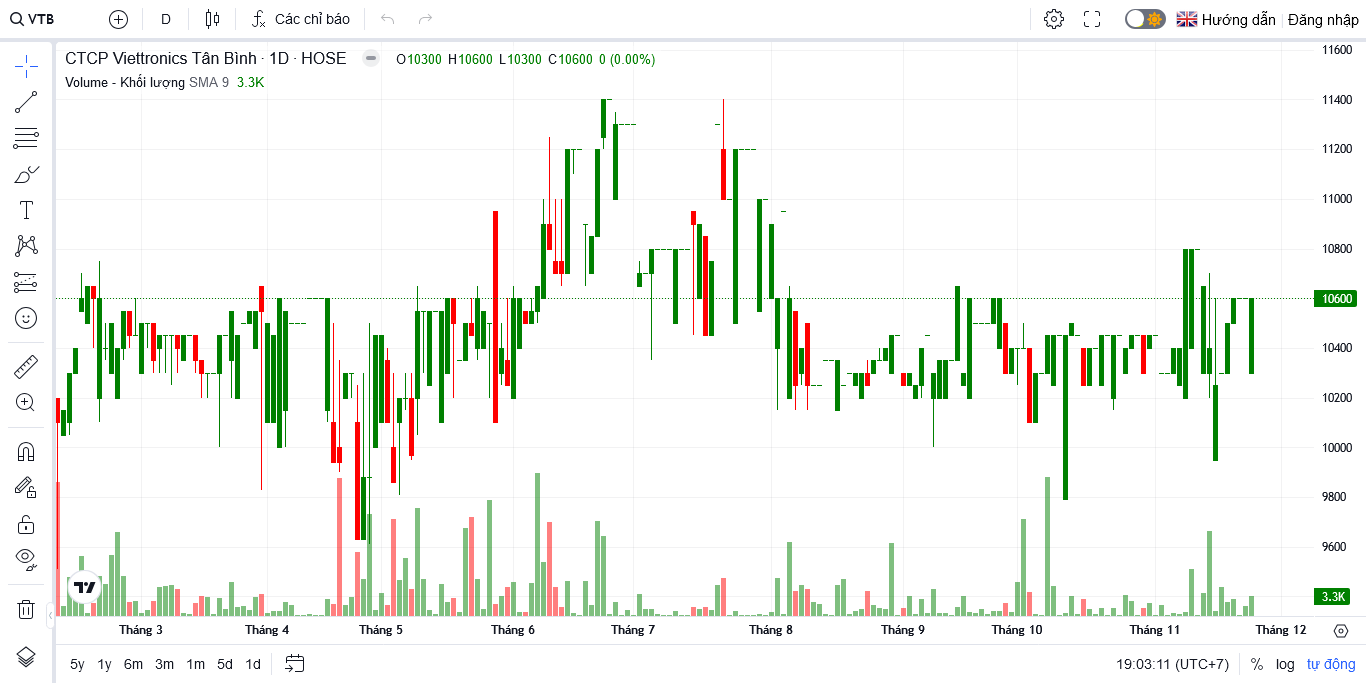 VTB D Các chỉ báo Hướng dẫn Đăng nhập
CTCP Viettronics Tân Bình · 1D · HOSE O10300 H10600 L10300 C10600 0 (0.00%)
Volume - Khối lượng SMA 9 3.3K
11600
11400
11200
11000
10800
10600
10400
10200
10000
9800
9600
3.3K
Tháng 3 Tháng 4 Tháng 5 Tháng 6 Tháng 7 Tháng 8 Tháng 9 Tháng 10 Tháng 11 Tháng 12
5y 1y 6m 3m 1m 5d 1d 19:03:11 (UTC+7) % log tự động